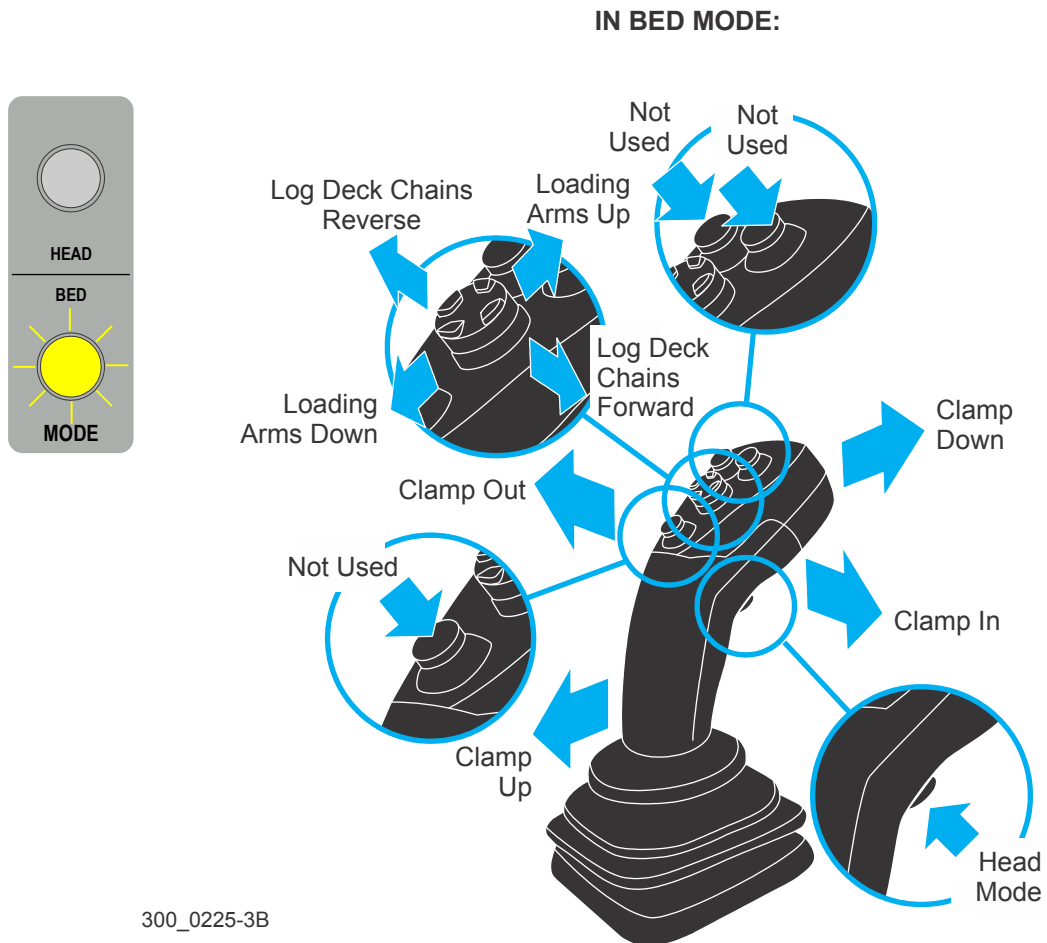 IN BED MODE:
HEAD
BED
MODE
Not
Used
Not
Used
Log Deck Chains
Reverse
Loading
Arms Up
Log Deck
Chains
Forward
Loading
Arms Down
Clamp
Down
Clamp Out
Not Used
Clamp In
Clamp
Up
Head
Mode
300_0225-3B